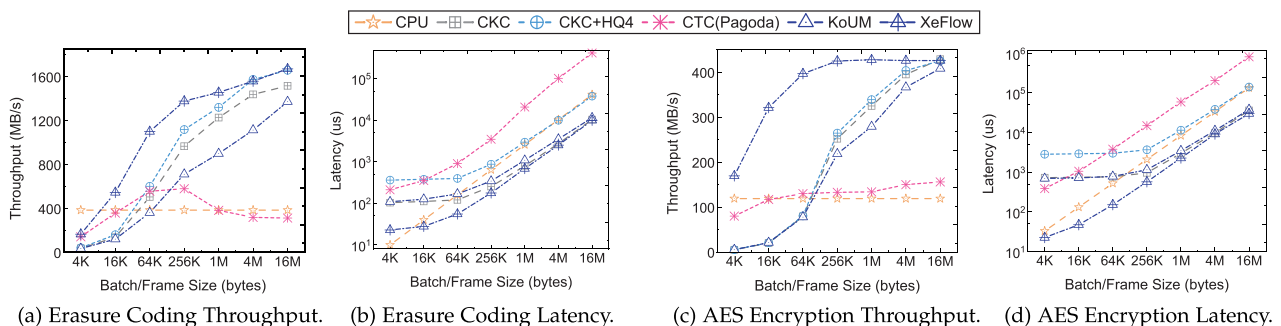 CPU CKC CKC+HQ4 CTC(Pagoda) KoUM XeFlow
Throughput (MB/s)
1600
1200
800
400
0
4K 16K 64K 256K 1M 4M 16M
Batch/Frame Size (bytes)
(a) Erasure Coding Throughput.
Latency (us)
10^5
10^4
10^3
10^2
10^1
4K 16K 64K 256K 1M 4M 16M
Batch/Frame Size (bytes)
(b) Erasure Coding Latency.
Throughput (MB/s)
400
300
200
100
0
4K 16K 64K 256K 1M 4M 16M
Batch/Frame Size (bytes)
(c) AES Encryption Throughput.
Latency (us)
10^6
10^5
10^4
10^3
10^2
10^1
4K 16K 64K 256K 1M 4M 16M
Batch/Frame Size (bytes)
(d) AES Encryption Latency.